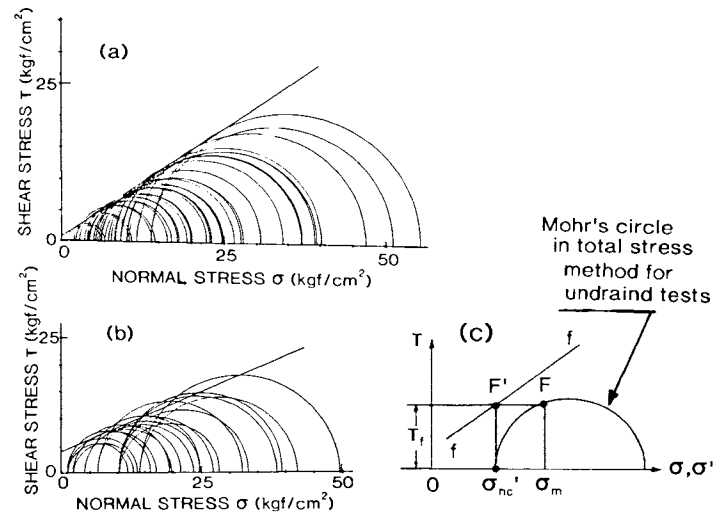 (a)
SHEAR STRESS τ (kgf/cm²)
25
0
0 25 50
NORMAL STRESS σ (kgf/cm²)
(b)
SHEAR STRESS τ (kgf/cm²)
25
0
0 25 50
NORMAL STRESS σ (kgf/cm²)
Mohr's circle
in total stress
method for
undraind tests
(c)
τ
f
F' F
τf
f
0 σnc' σm σ,σ'